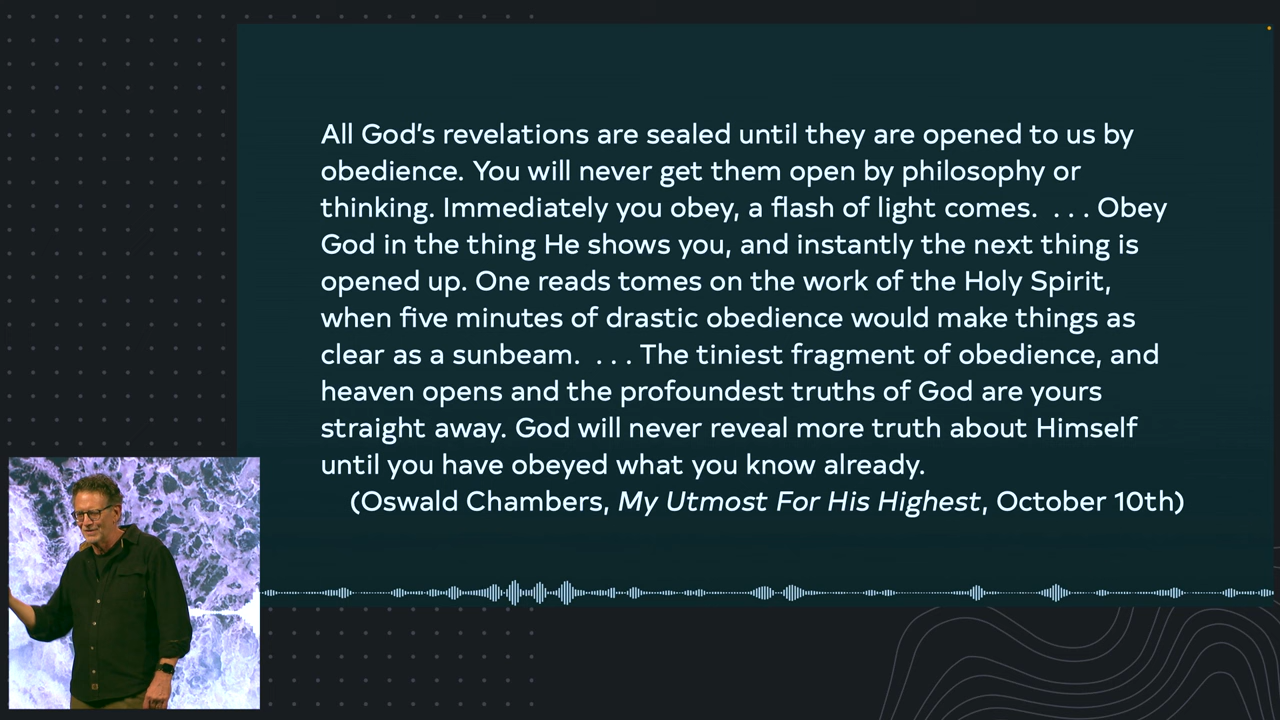 All God's revelations are sealed until they are opened to us by
obedience. You will never get them open by philosophy or
thinking. Immediately you obey, a flash of light comes.  . . . Obey
God in the thing He shows you, and instantly the next thing is
opened up. One reads tomes on the work of the Holy Spirit,
when five minutes of drastic obedience would make things as
clear as a sunbeam.  . . . The tiniest fragment of obedience, and
heaven opens and the profoundest truths of God are yours
straight away. God will never reveal more truth about Himself
until you have obeyed what you know already.
(Oswald Chambers, My Utmost For His Highest, October 10th)